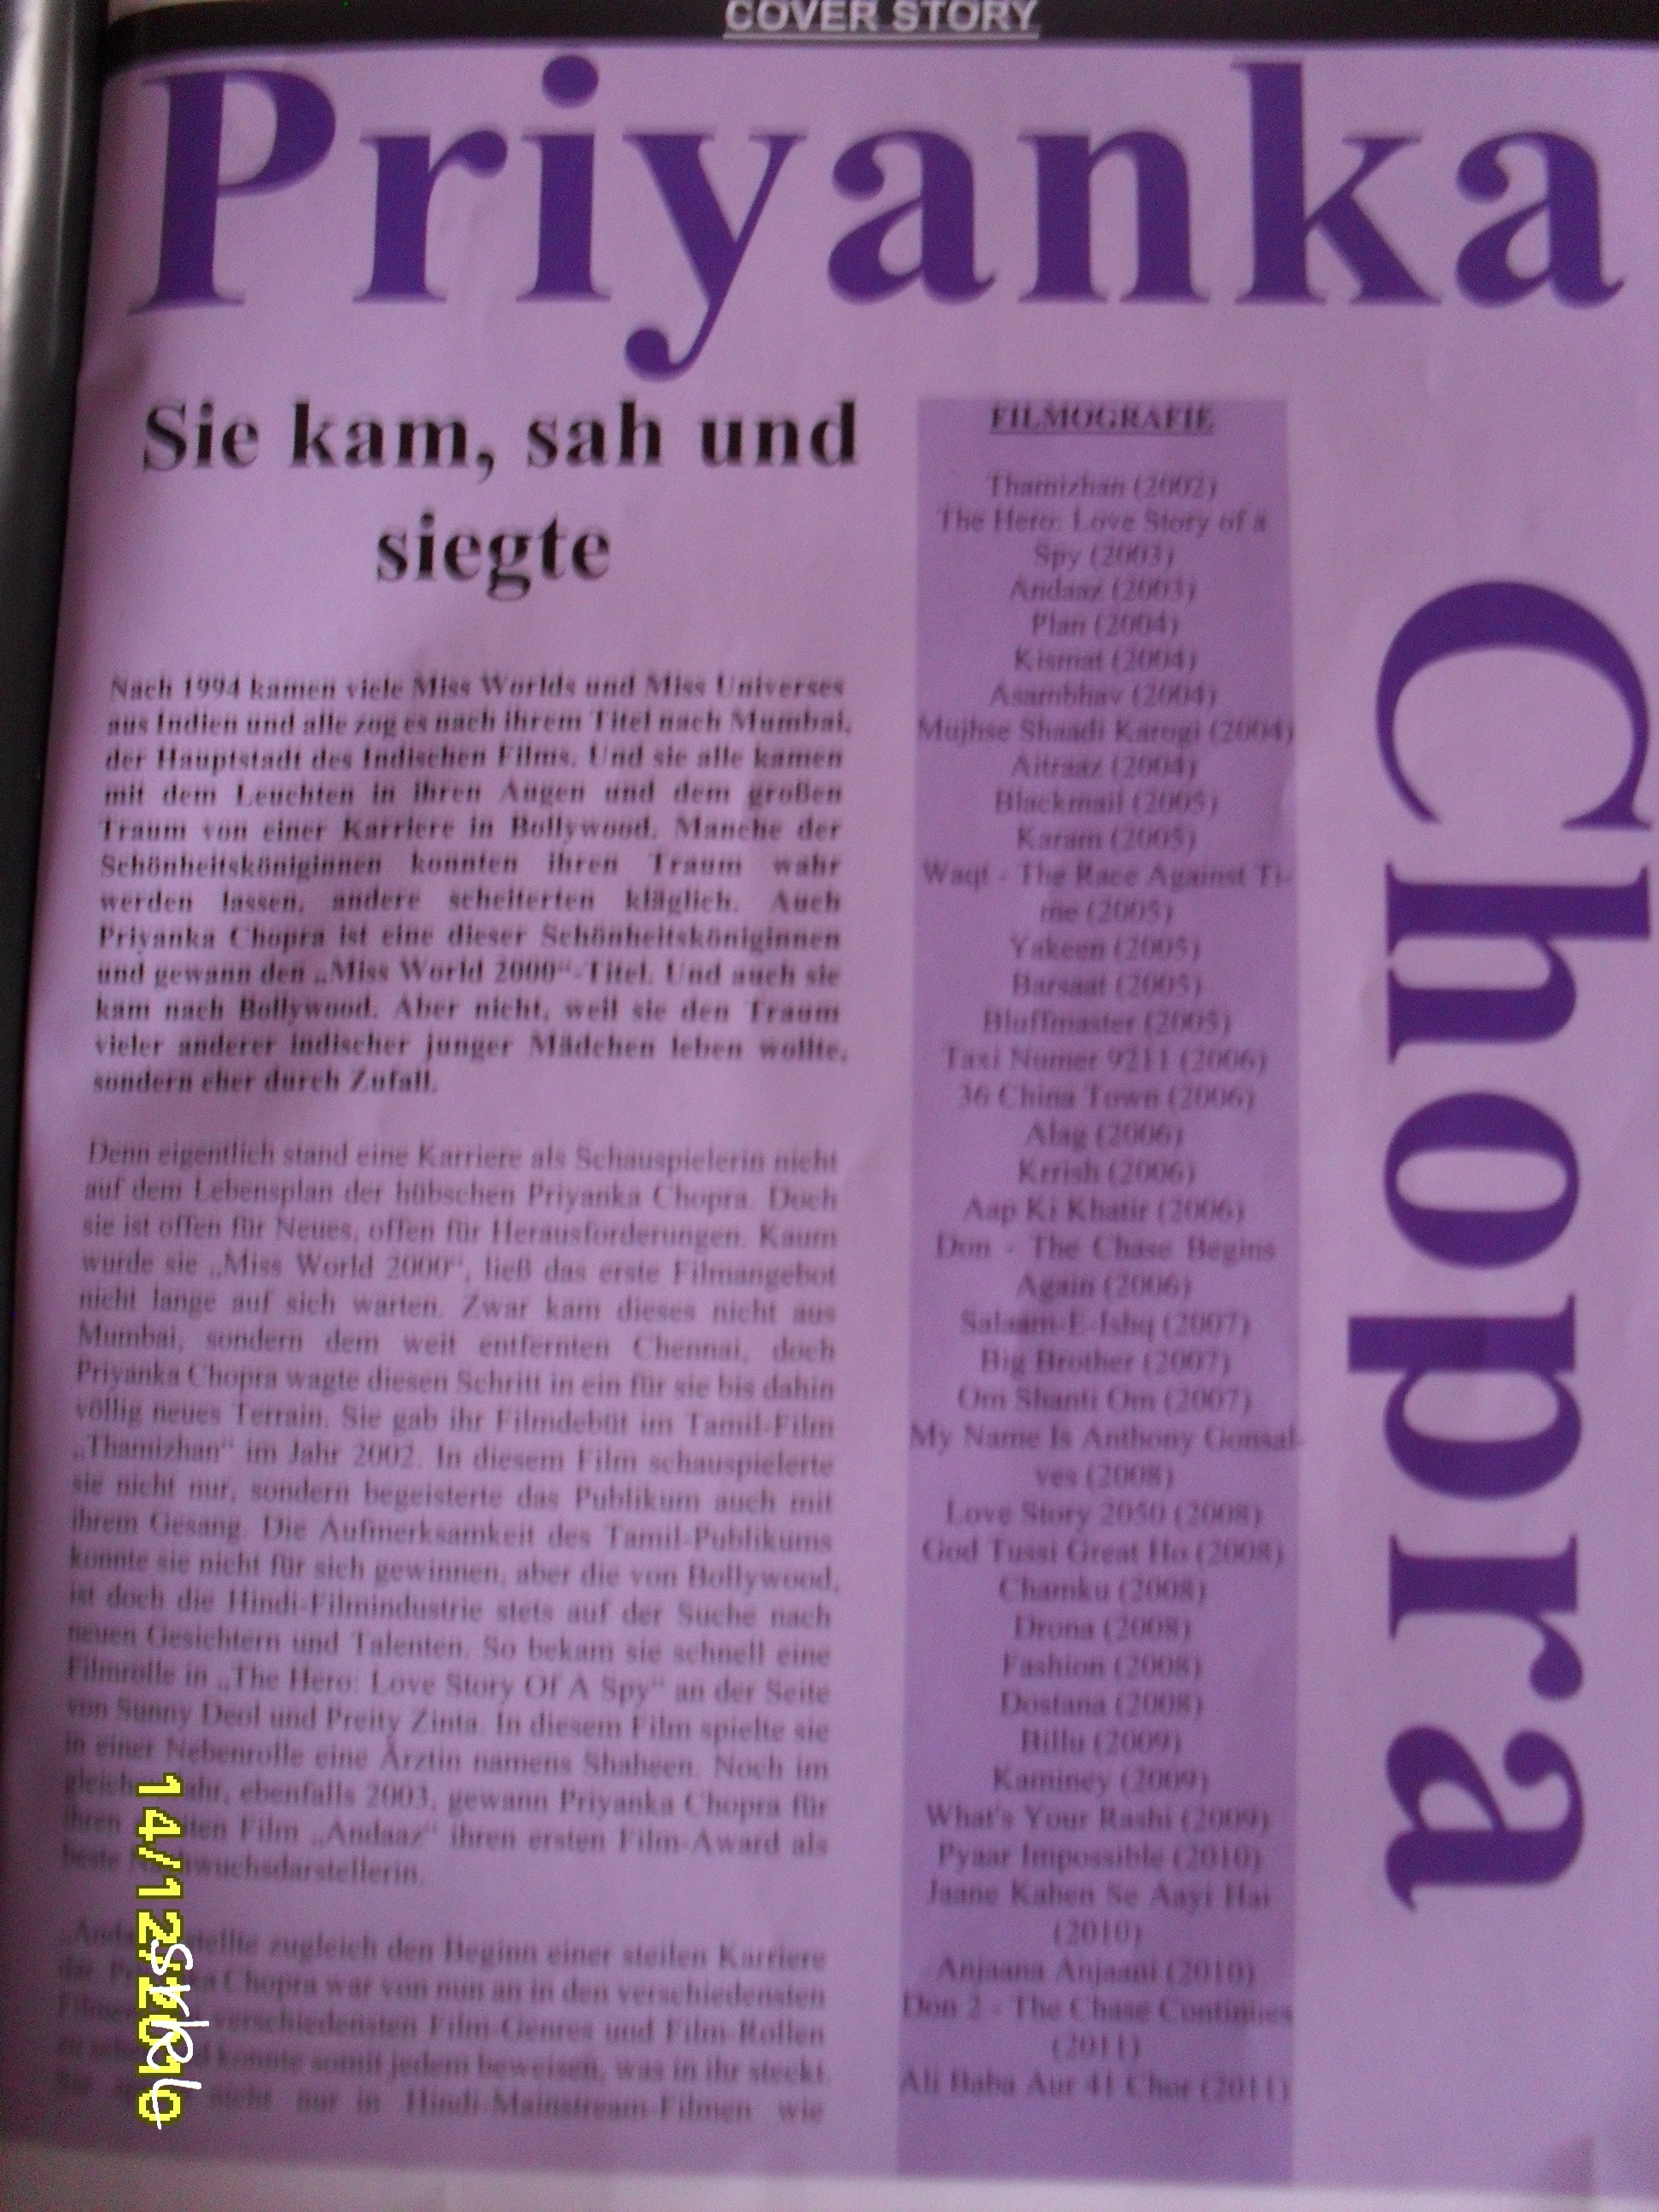 COVER STORY
Priyanka
Chopra
Sie kam, sah und
siegte
Nach 1994 kamen viele Miss Worlds und Miss Universes
aus Indien und alle zog es nach ihrem Titel nach Mumbai,
der Hauptstadt des Indischen Films. Und sie alle kamen
mit dem Leuchten in ihren Augen und dem großen
Traum von einer Karriere in Bollywood. Manche der
Schönheitsköniginnen konnten ihren Traum wahr
werden lassen, andere scheiterten kläglich. Auch
Priyanka Chopra ist eine dieser Schönheitsköniginnen
und gewann den „Miss World 2000“-Titel. Und auch sie
kam nach Bollywood. Aber nicht, weil sie den Traum
vieler anderer indischer junger Mädchen leben wollte,
sondern eher durch Zufall.
Denn eigentlich stand eine Karriere als Schauspielerin nicht
auf dem Lebensplan der hübschen Priyanka Chopra. Doch
sie ist offen für Neues, offen für Herausforderungen. Kaum
wurde sie „Miss World 2000“, ließ das erste Filmangebot
nicht lange auf sich warten. Zwar kam dieses nicht aus
Mumbai, sondern dem weit entfernten Chennai, doch
Priyanka Chopra wagte diesen Schritt in ein für sie bis dahin
völlig neues Terrain. Sie gab ihr Filmdebüt im Tamil-Film
„Thamizhan“ im Jahr 2002. In diesem Film schauspielerte
sie nicht nur, sondern begeisterte das Publikum auch mit
ihrem Gesang. Die Aufmerksamkeit des Tamil-Publikums
konnte sie nicht für sich gewinnen, aber die von Bollywood,
ist doch die Hindi-Filmindustrie stets auf der Suche nach
neuen Gesichtern und Talenten. So bekam sie schnell eine
Filmrolle in „The Hero: Love Story Of A Spy“ an der Seite
von Sunny Deol und Preity Zinta. In diesem Film spielte sie
in einer Nebenrolle eine Ärztin namens Shaheen. Noch im
ebenfalls 2003, gewann Priyanka Chopra für
ihren Film „Andaaz“ ihren ersten Film-Award als
beste
zugleich den Beginn einer steilen Karriere
Chopra war von nun an in den verschiedensten
verschiedensten Film-Genres und Film-Rollen
konnte somit jedem beweisen, was in ihr steckt.
nicht nur in Hindi-Mainstream-Filmen wie
FILMOGRAFIE
Thamizhan (2002)
The Hero: Love Story of a
Spy (2003)
Andaaz (2003)
Plan (2004)
Kismat (2004)
Asambhav (2004)
Mujhse Shaadi Karogi (2004)
Aitraaz (2004)
Blackmail (2005)
Karam (2005)
Waqt - The Race Against Ti-
me (2005)
Yakeen (2005)
Barsaat (2005)
Bluffmaster (2005)
Taxi Numer 9211 (2006)
36 China Town (2006)
Alag (2006)
Krrish (2006)
Aap Ki Khatir (2006)
Don - The Chase Begins
Again (2006)
Salaam-E-Ishq (2007)
Big Brother (2007)
Om Shanti Om (2007)
My Name Is Anthony Gonsal-
ves (2008)
Love Story 2050 (2008)
God Tussi Great Ho (2008)
Chamku (2008)
Drona (2008)
Fashion (2008)
Dostana (2008)
Billu (2009)
Kaminey (2009)
What's Your Rashi (2009)
Pyaar Impossible (2010)
Jaane Kahen Se Aayi Hai
(2010)
Anjaana Anjaani (2010)
Don 2 - The Chase Continues
(2011)
Ali Baba Aur 41 Chor (2011)
14/12/2010